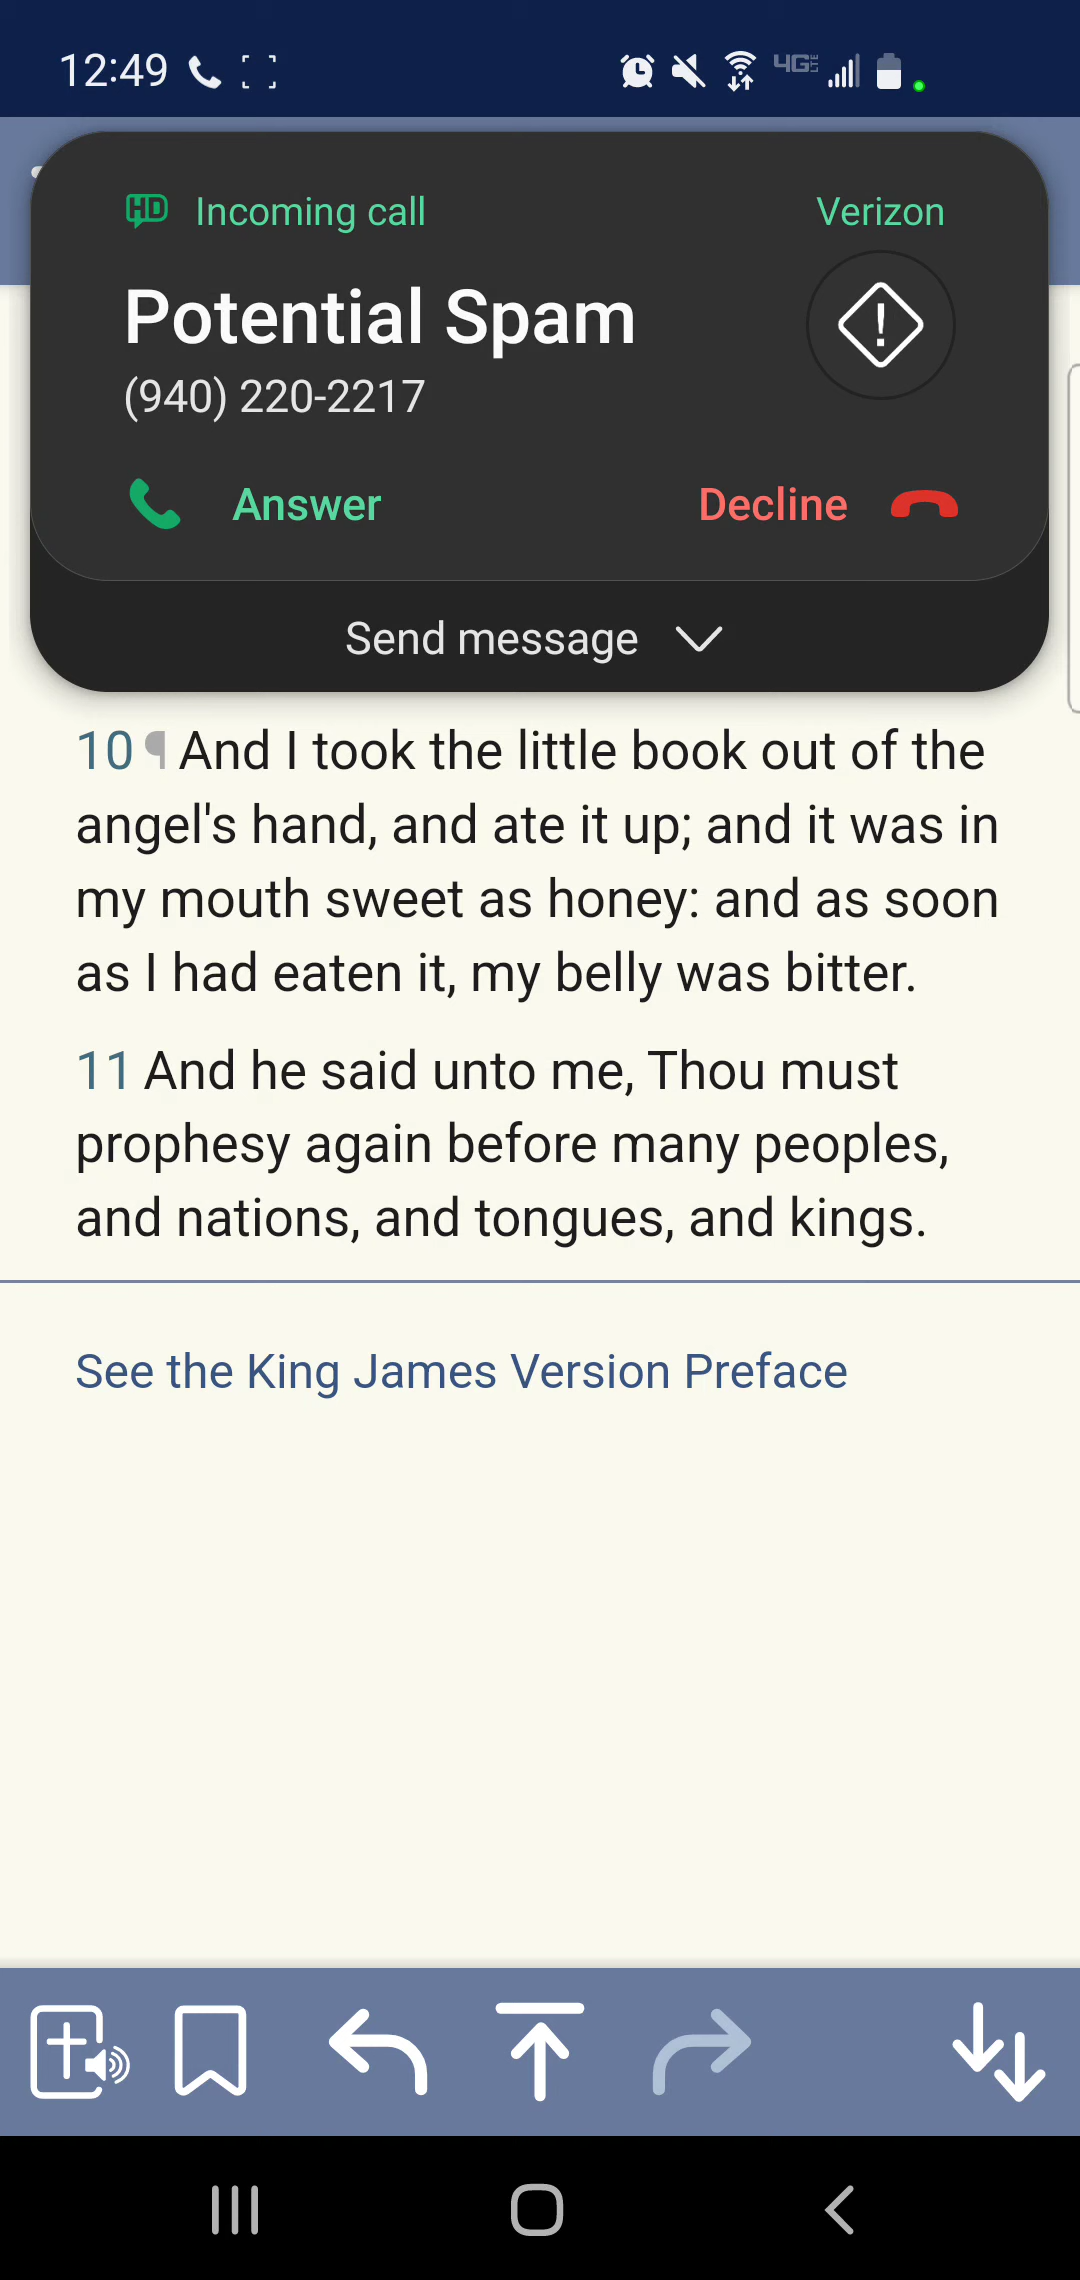 12:49
4G LTE
HD Incoming call Verizon
Potential Spam
(940) 220-2217
Answer Decline
Send message
10 ¶ And I took the little book out of the
angel's hand, and ate it up; and it was in
my mouth sweet as honey: and as soon
as I had eaten it, my belly was bitter.
11 And he said unto me, Thou must
prophesy again before many peoples,
and nations, and tongues, and kings.
See the King James Version Preface